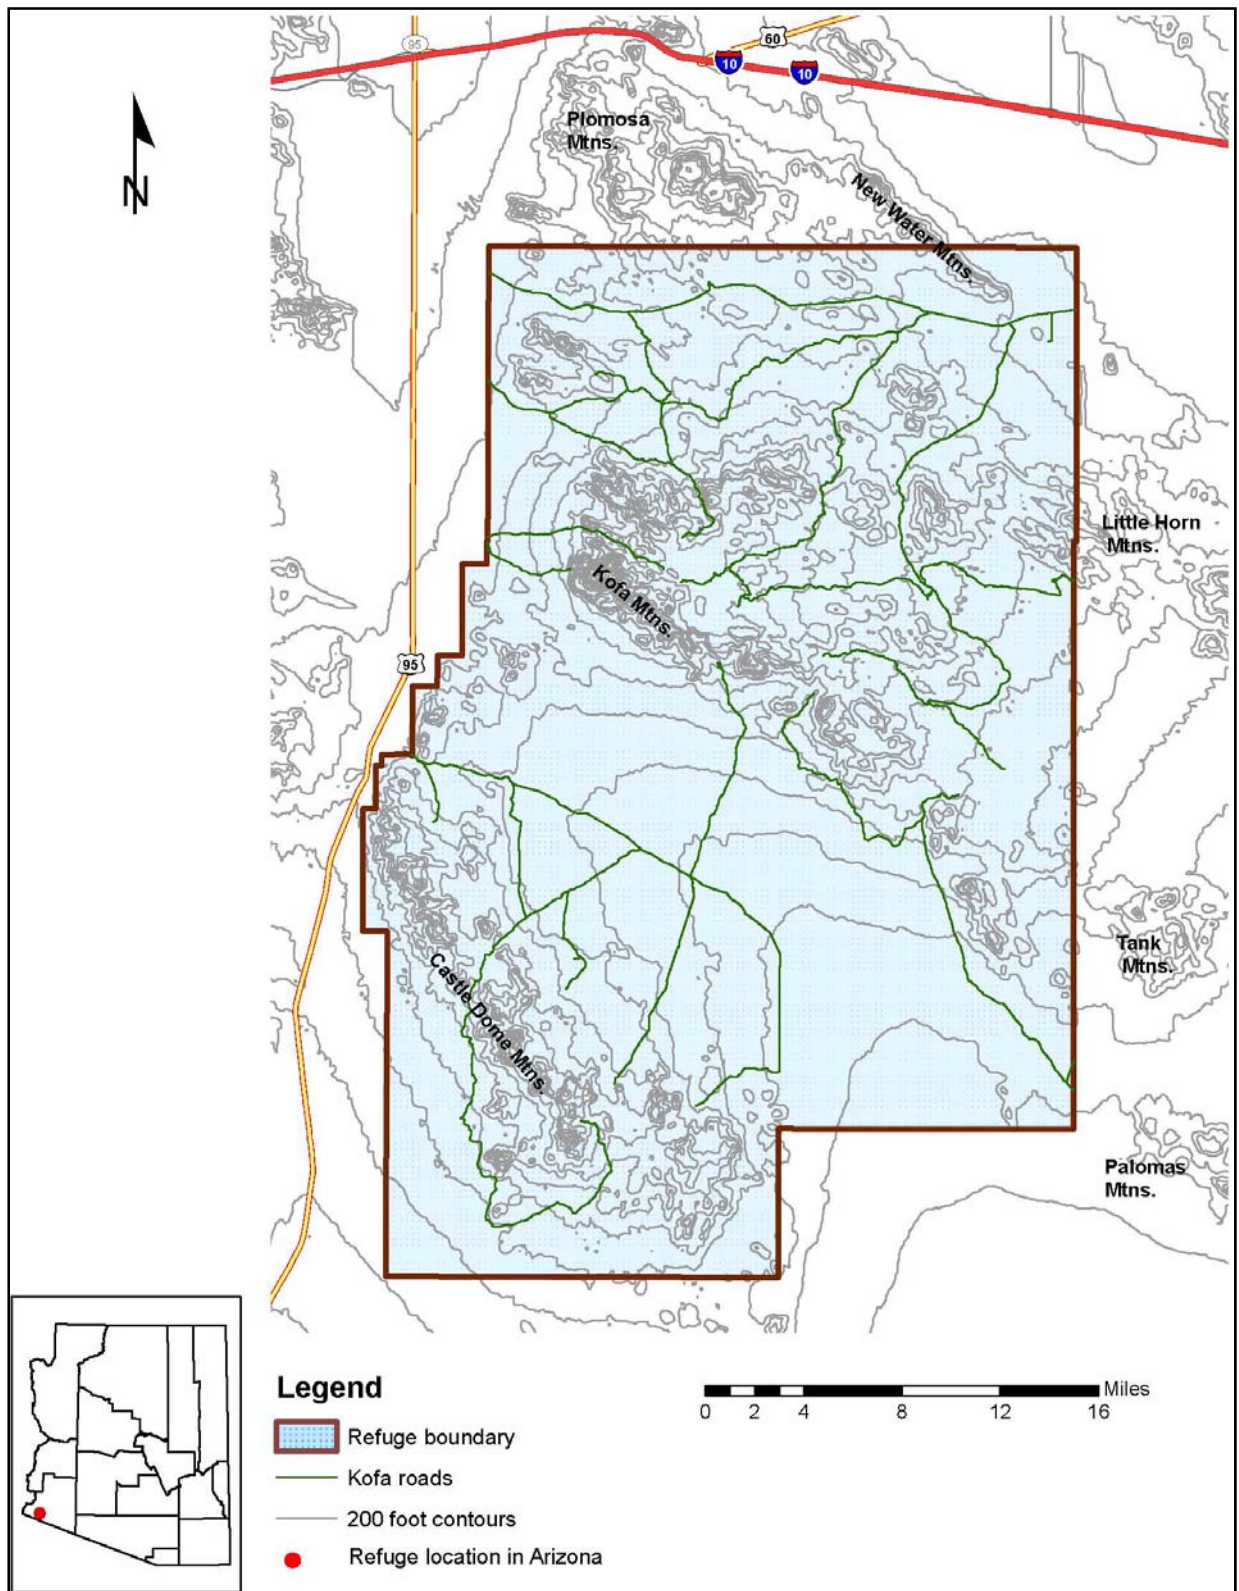 95
60
10
10
Plomosa
Mtns.
New Water Mtns.
Little Horn
Mtns.
Kofa Mtns.
95
Tank
Mtns.
Castle Dome Mtns.
Palomas
Mtns.
N
Legend
Refuge boundary
Kofa roads
200 foot contours
Refuge location in Arizona
Miles
0 2 4 8 12 16